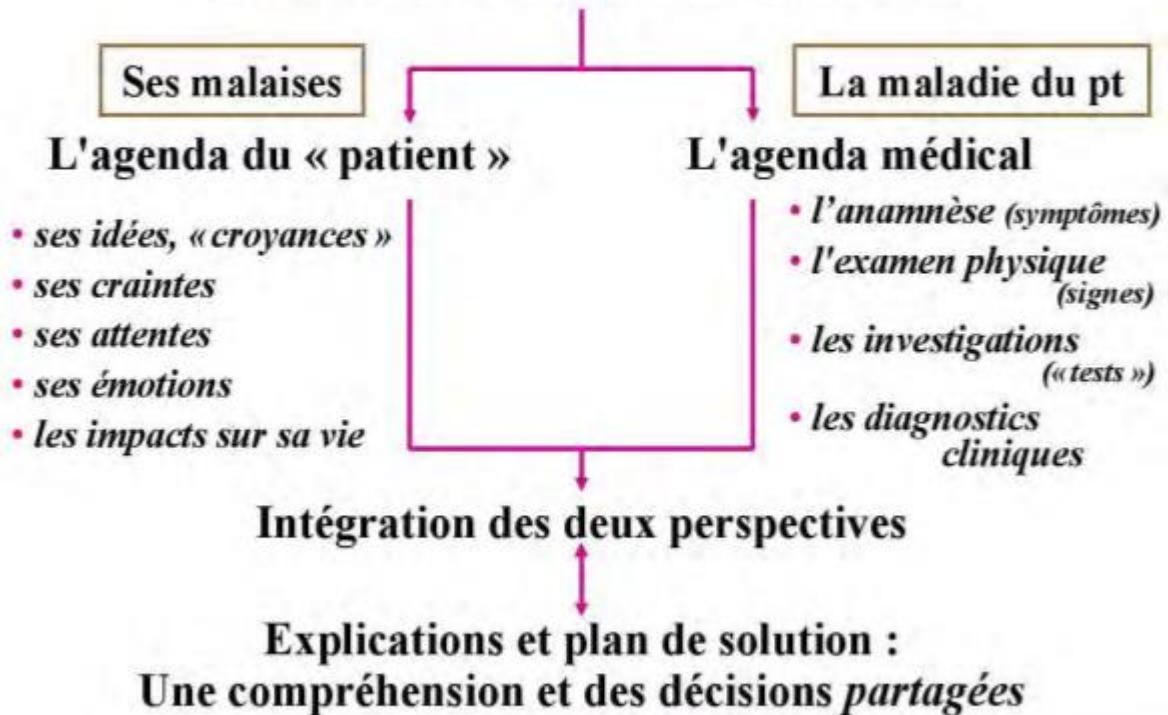 Ses malaises
L'agenda du « patient »
• ses idées, « croyances »
• ses craintes
• ses attentes
• ses émotions
• les impacts sur sa vie
La maladie du pt
L'agenda médical
• l'anamnèse (symptômes)
• l'examen physique
(signes)
• les investigations
(« tests »)
• les diagnostics
cliniques
Intégration des deux perspectives
Explications et plan de solution :
Une compréhension et des décisions partagées